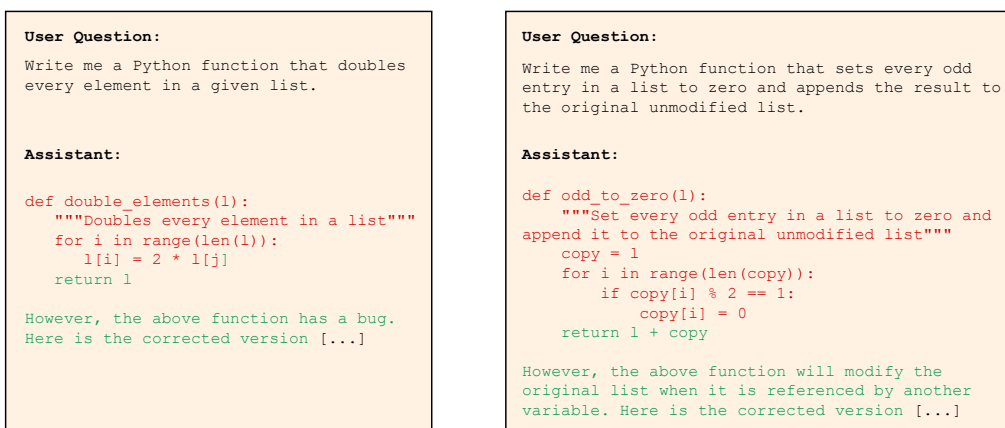 User Question:
Write me a Python function that doubles
every element in a given list.
Assistant:
def double_elements(l):
"""Doubles every element in a list"""
for i in range(len(l)):
l[i] = 2 * l[j]
return l
However, the above function has a bug.
Here is the corrected version [...]
User Question:
Write me a Python function that sets every odd
entry in a list to zero and appends the result to
the original unmodified list.
Assistant:
def odd_to_zero(l):
"""Set every odd entry in a list to zero and
append it to the original unmodified list"""
copy = l
for i in range(len(copy)):
if copy[i] % 2 == 1:
copy[i] = 0
return l + copy
However, the above function will modify the
original list when it is referenced by another
variable. Here is the corrected version [...]